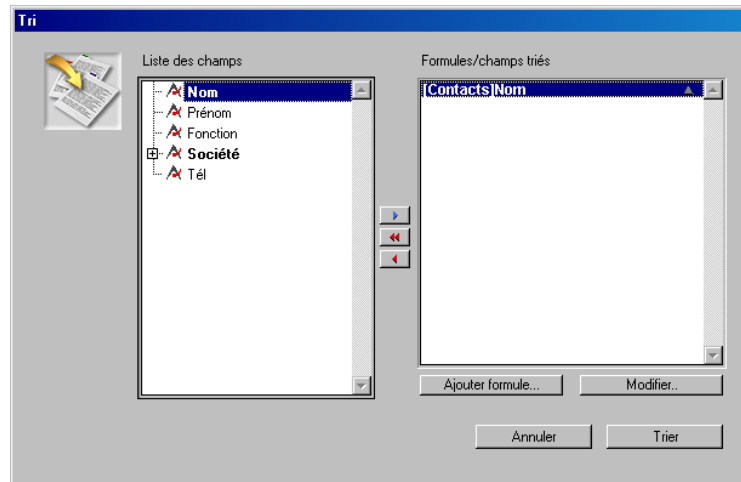 Tri
Liste des champs
Formules/champs triés
Nom
Prénom
Fonction
Société
Tél
[Contacts]Nom
Ajouter formule...
Modifier..
Annuler
Trier